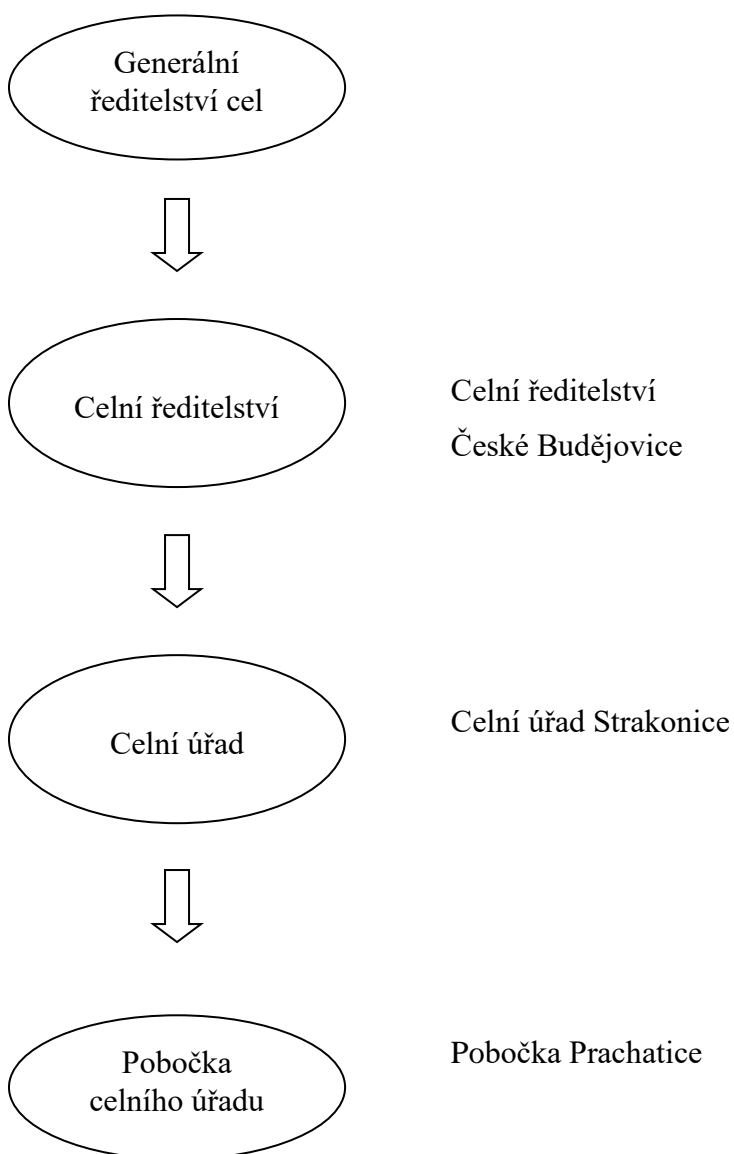 Generální
ředitelství cel
Celní ředitelství
Celní ředitelství
České Budějovice
Celní úřad
Celní úřad Strakonice
Pobočka
celního úřadu
Pobočka Prachatice